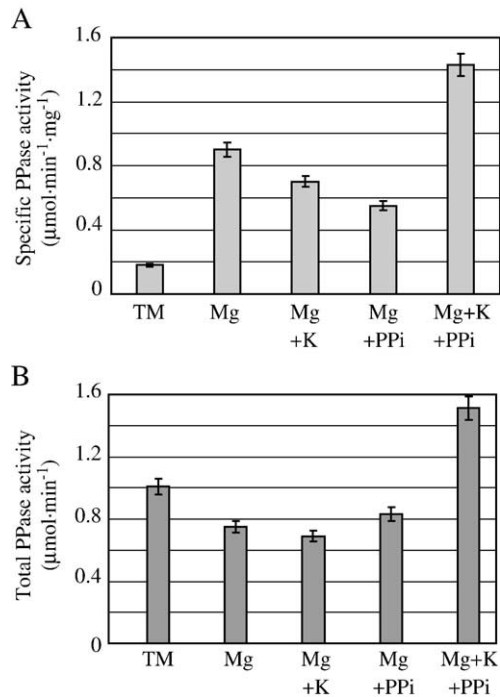 A
Specific PPase activity
(μmol·min⁻¹·mg⁻¹)
1.6
1.2
0.8
0.4
0
TM Mg Mg Mg Mg+K
+K +PPi +PPi
B
Total PPase activity
(μmol·min⁻¹)
1.6
1.2
0.8
0.4
0
TM Mg Mg Mg Mg+K
+K +PPi +PPi